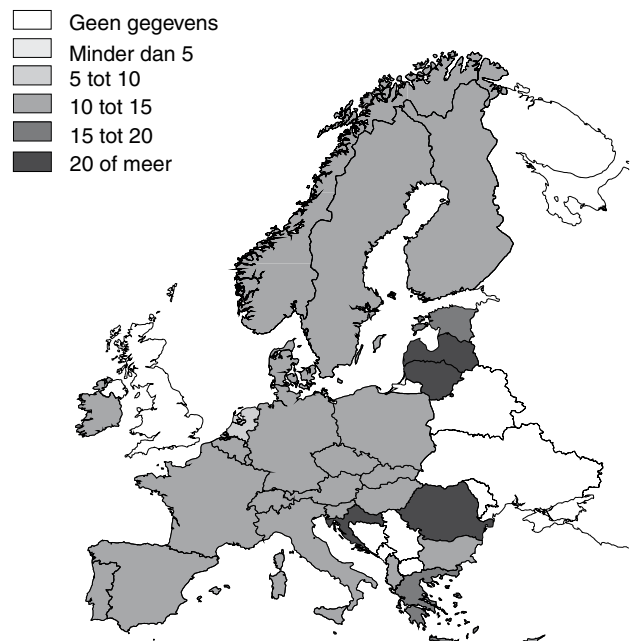 Geen gegevens
Minder dan 5
5 tot 10
10 tot 15
15 tot 20
20 of meer